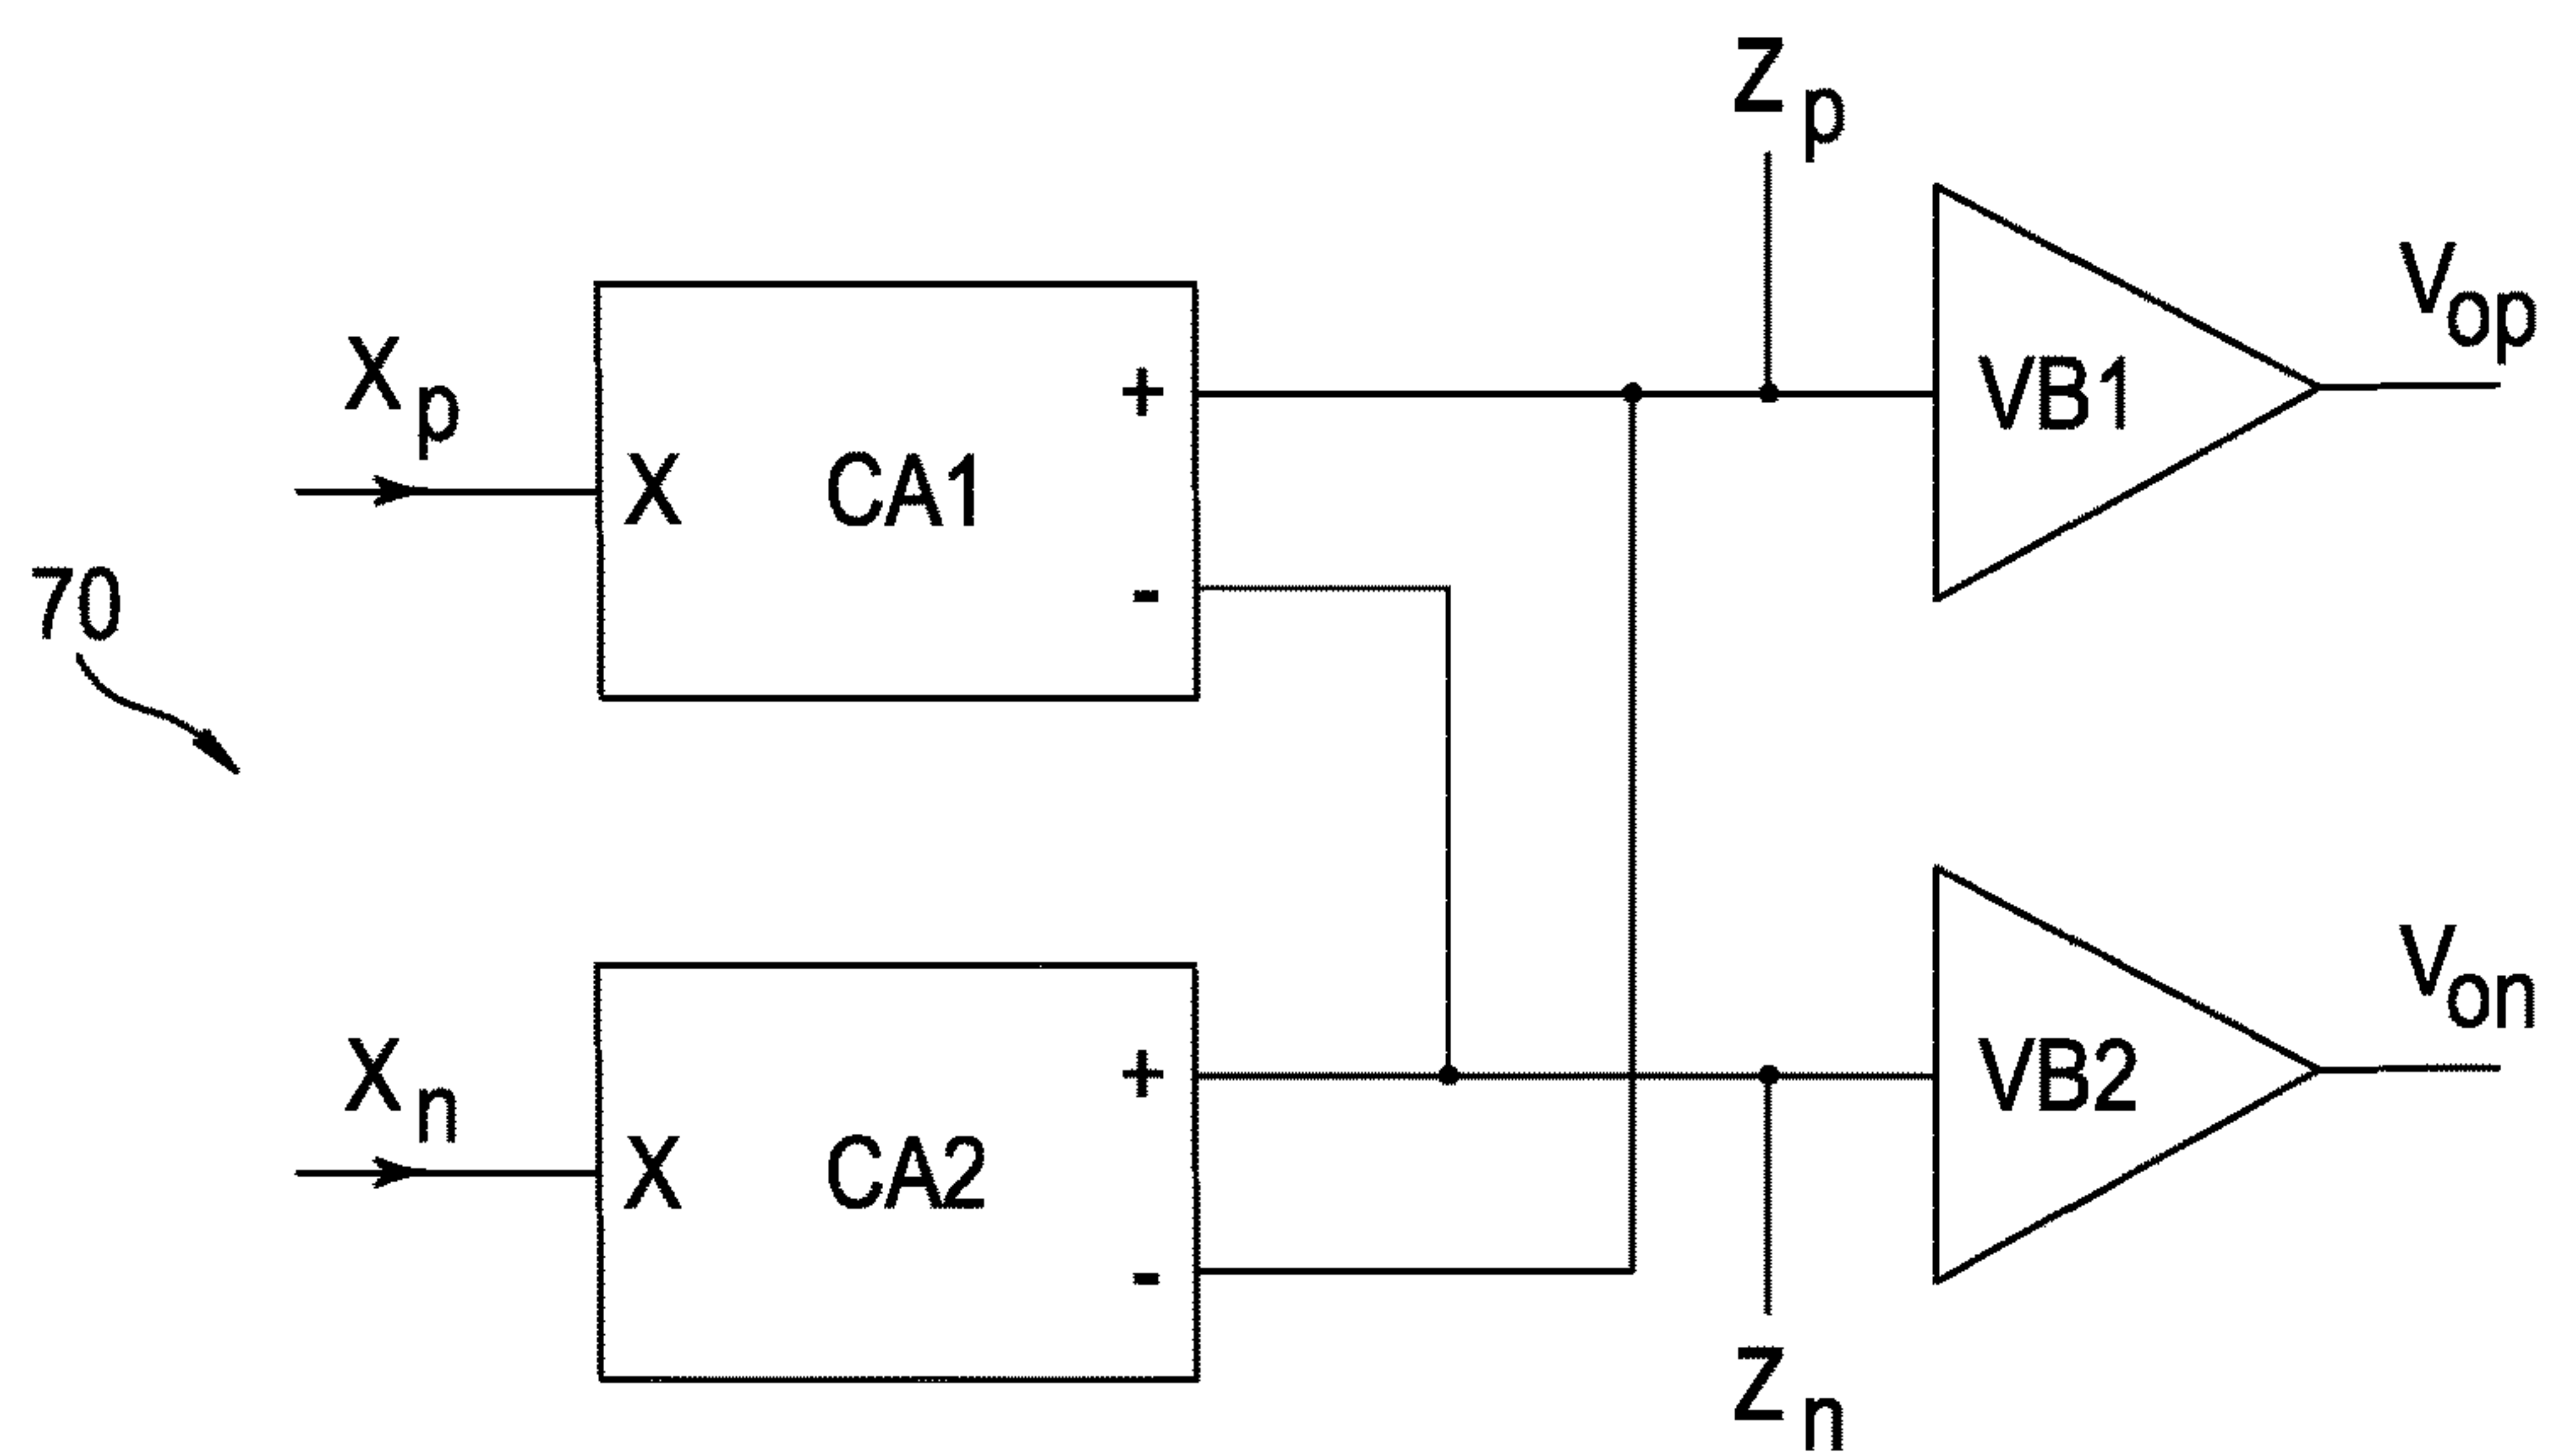 Zp
Vop
Xp
+
VB1
X CA1
-
70
Von
Xn
+
VB2
X CA2
-
Zn